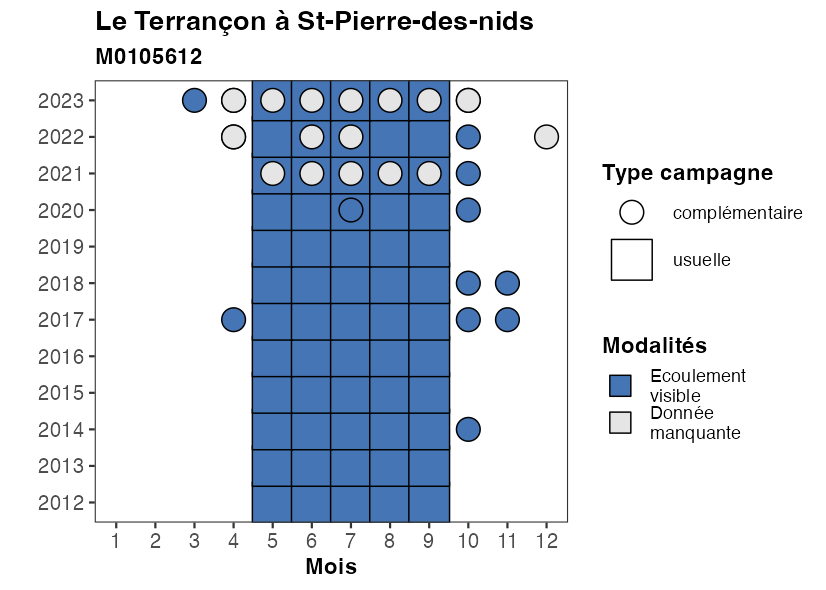 Le Terrançon à St-Pierre-des-nids
M0105612
2023
2022
2021
2020
2019
2018
2017
2016
2015
2014
2013
2012
1 2 3 4 5 6 7 8 9 10 11 12
Mois
Type campagne
complémentaire
usuelle
Modalités
Ecoulement
visible
Donnée
manquante